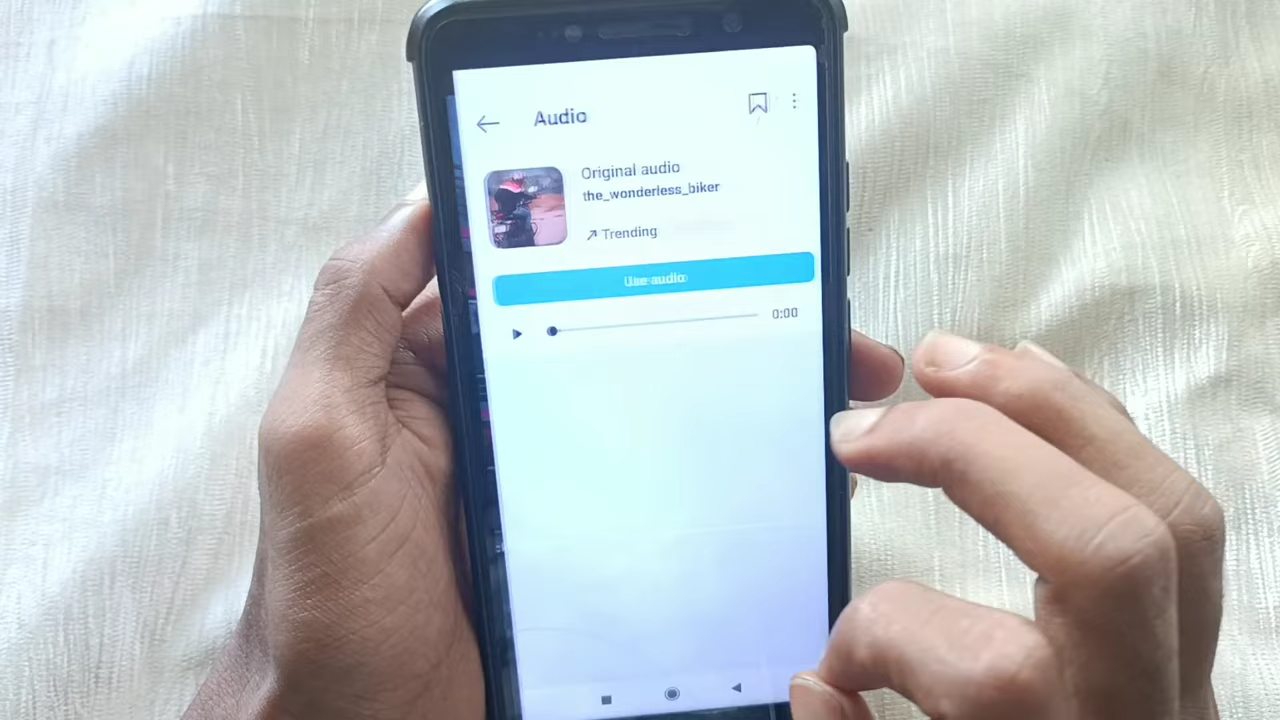 Audio
Original audio
the_wonderless_biker
Trending
Use audio
0:00